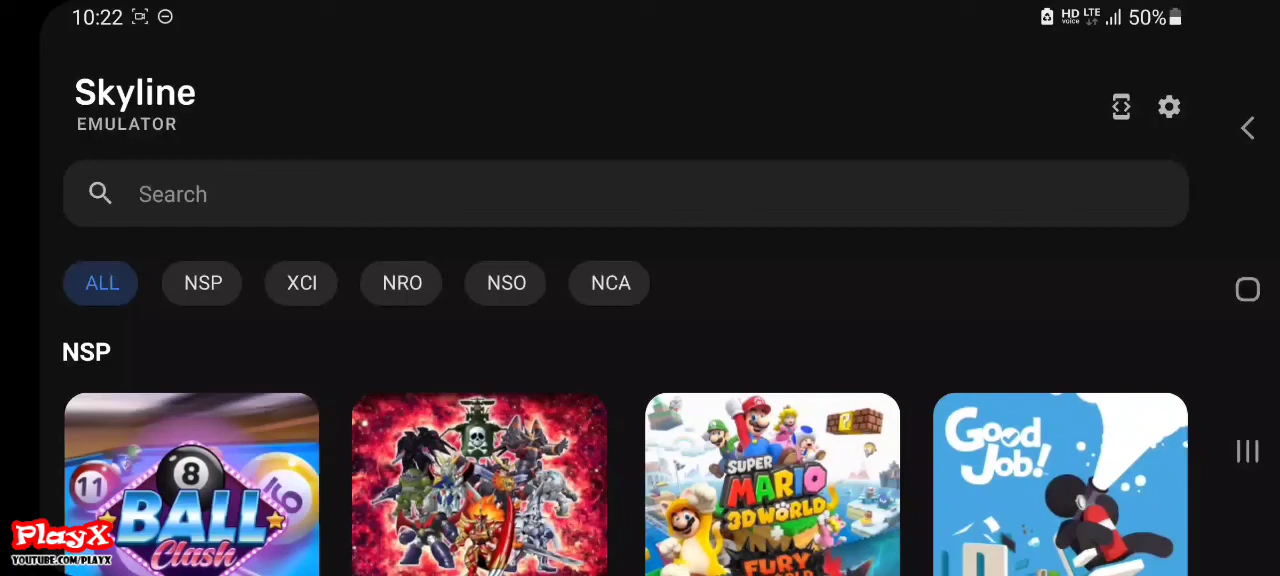 10:22
HD voice LTE 50%
Skyline
EMULATOR
Search
ALL NSP XCI NRO NSO NCA
NSP
11 8 BALL Clash
SUPER MARIO 3D WORLD
FURY
Good Job!
PlayX
YOUTUBE.COM/PLAYX